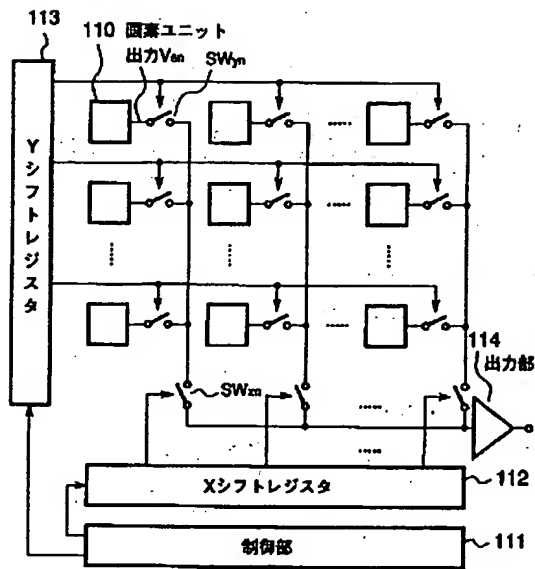 113
110 画素ユニット
出力Vsn
SWyn
Yシフトレジスタ
114
出力部
SWxn
Xシフトレジスタ
112
制御部
111